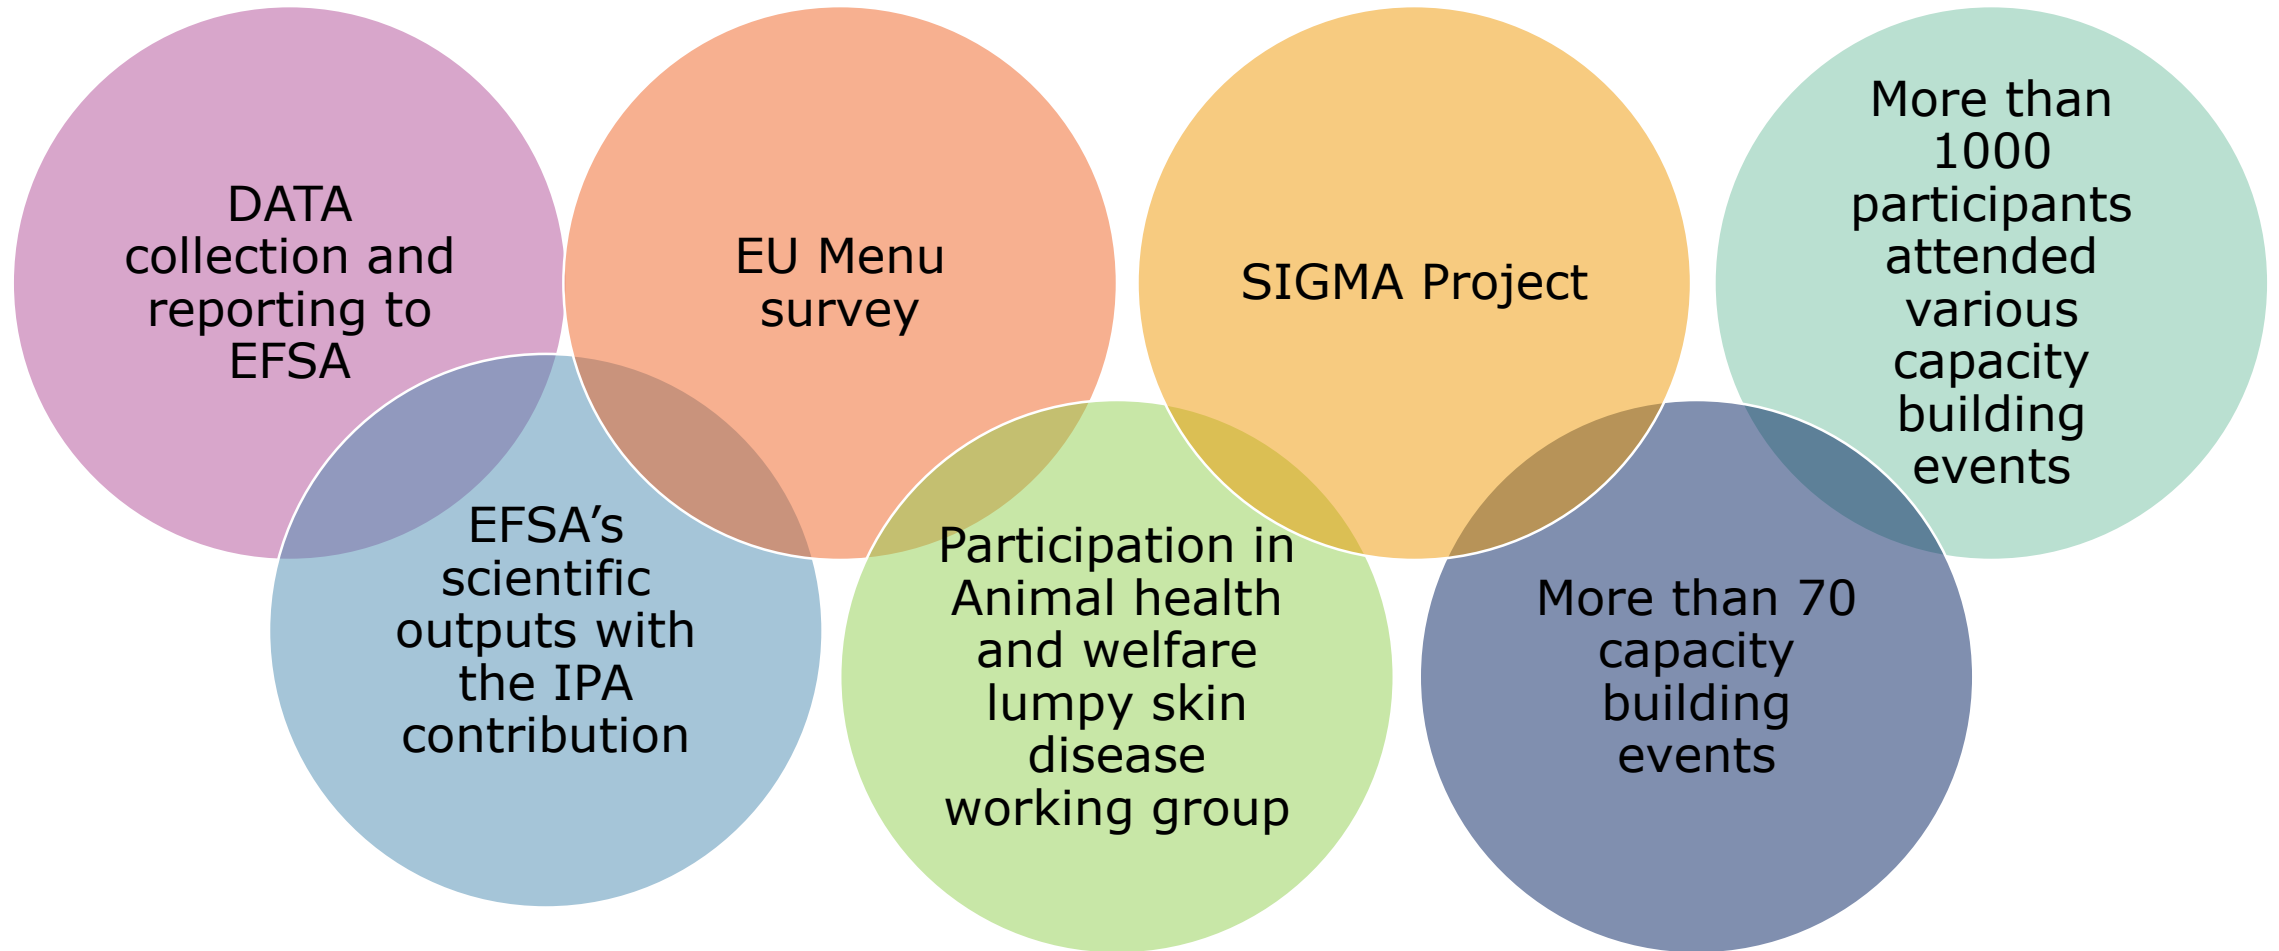 DATA
collection and
reporting to
EFSA
EFSA’s
scientific
outputs with
the IPA
contribution
EU Menu
survey
Participation in
Animal health
and welfare
lumpy skin
disease
working group
SIGMA Project
More than 70
capacity
building
events
More than
1000
participants
attended
various
capacity
building
events